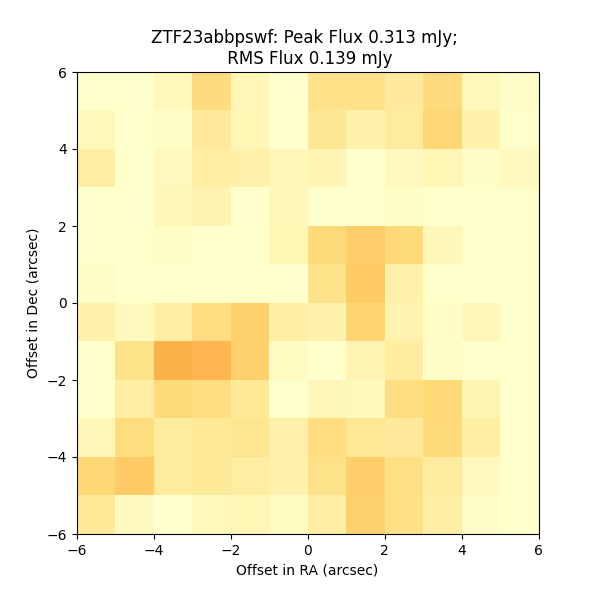 ZTF23abbpswf: Peak Flux 0.313 mJy;
RMS Flux 0.139 mJy
6
4
2
0
−2
−4
−6
Offset in Dec (arcsec)
−6 −4 −2 0 2 4 6
Offset in RA (arcsec)